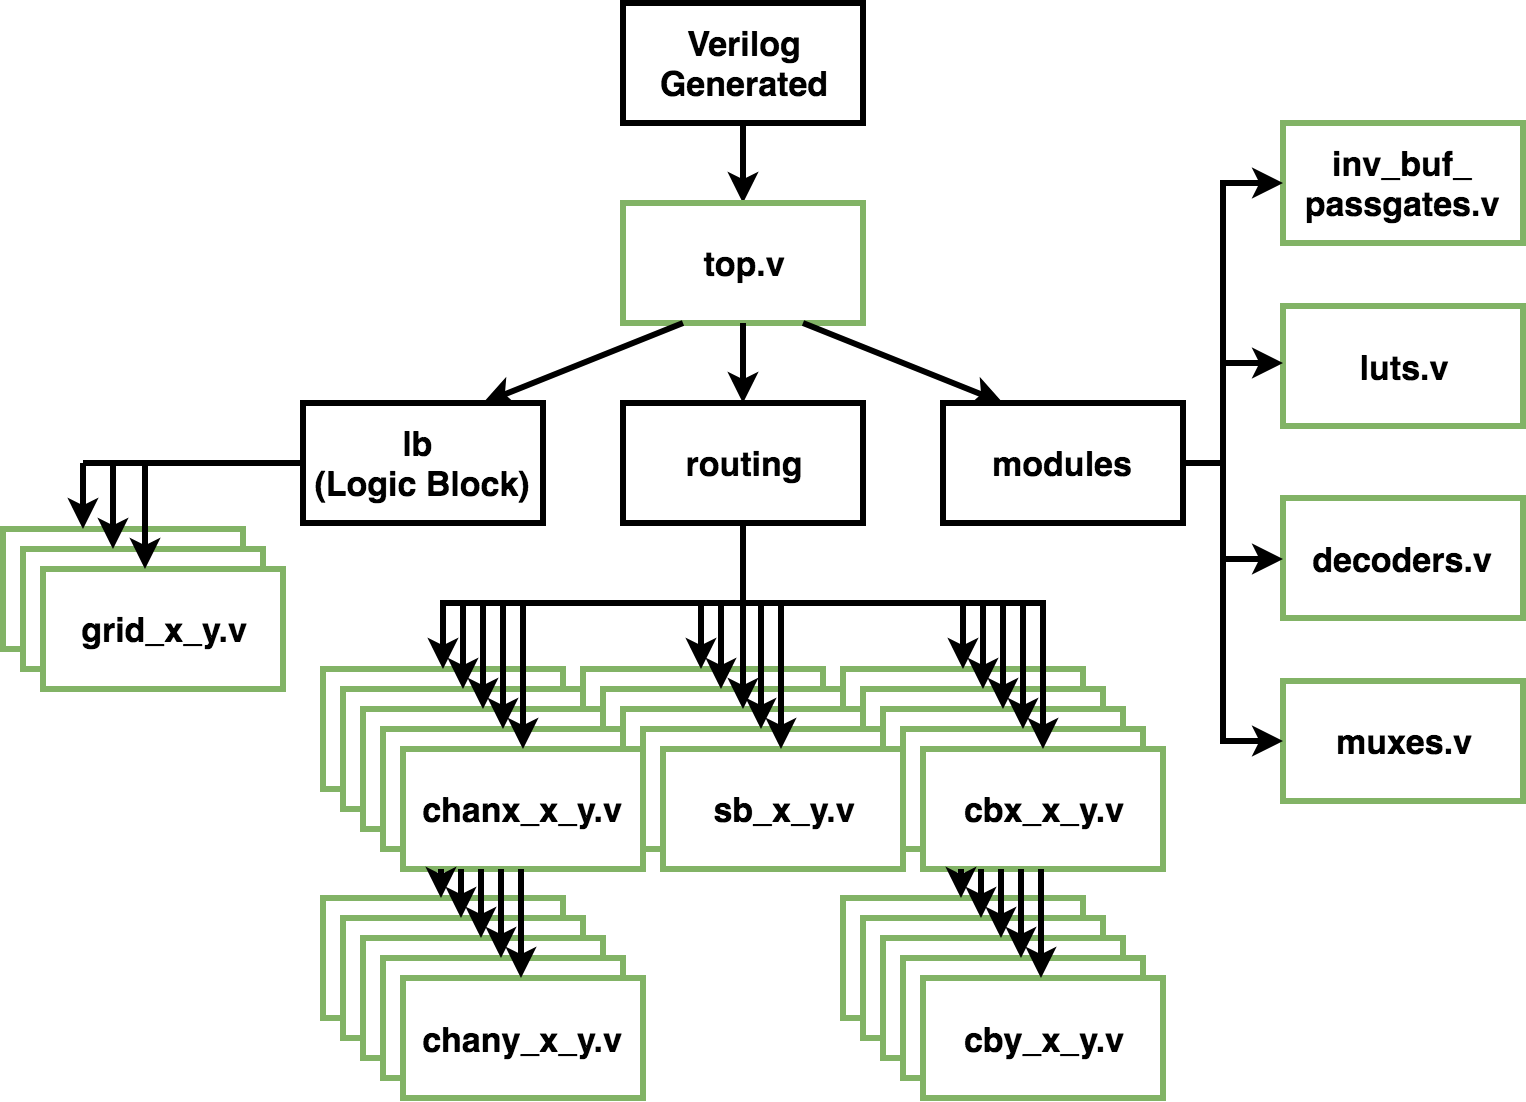 Verilog
Generated
top.v
lb
(Logic Block)
routing
modules
inv_buf_
passgates.v
luts.v
decoders.v
muxes.v
grid_x_y.v
chanx_x_y.v
sb_x_y.v
cbx_x_y.v
chany_x_y.v
cby_x_y.v